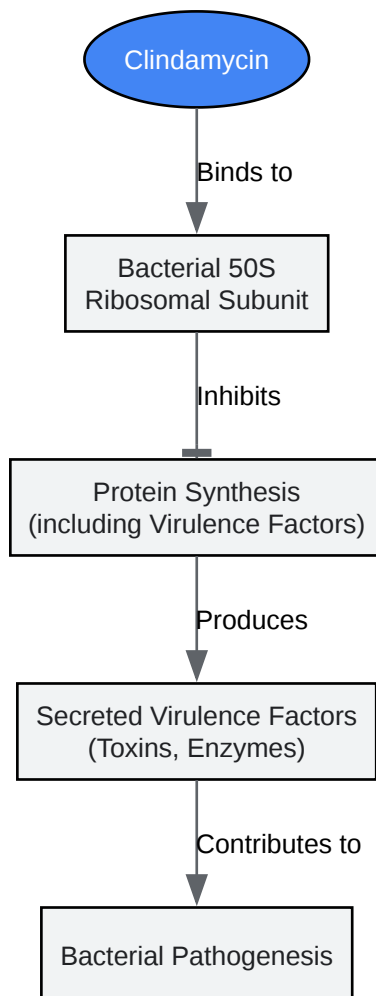 Clindamycin
Binds to
Bacterial 50S
Ribosomal Subunit
Inhibits
Protein Synthesis
(including Virulence Factors)
Produces
Secreted Virulence Factors
(Toxins, Enzymes)
Contributes to
Bacterial Pathogenesis